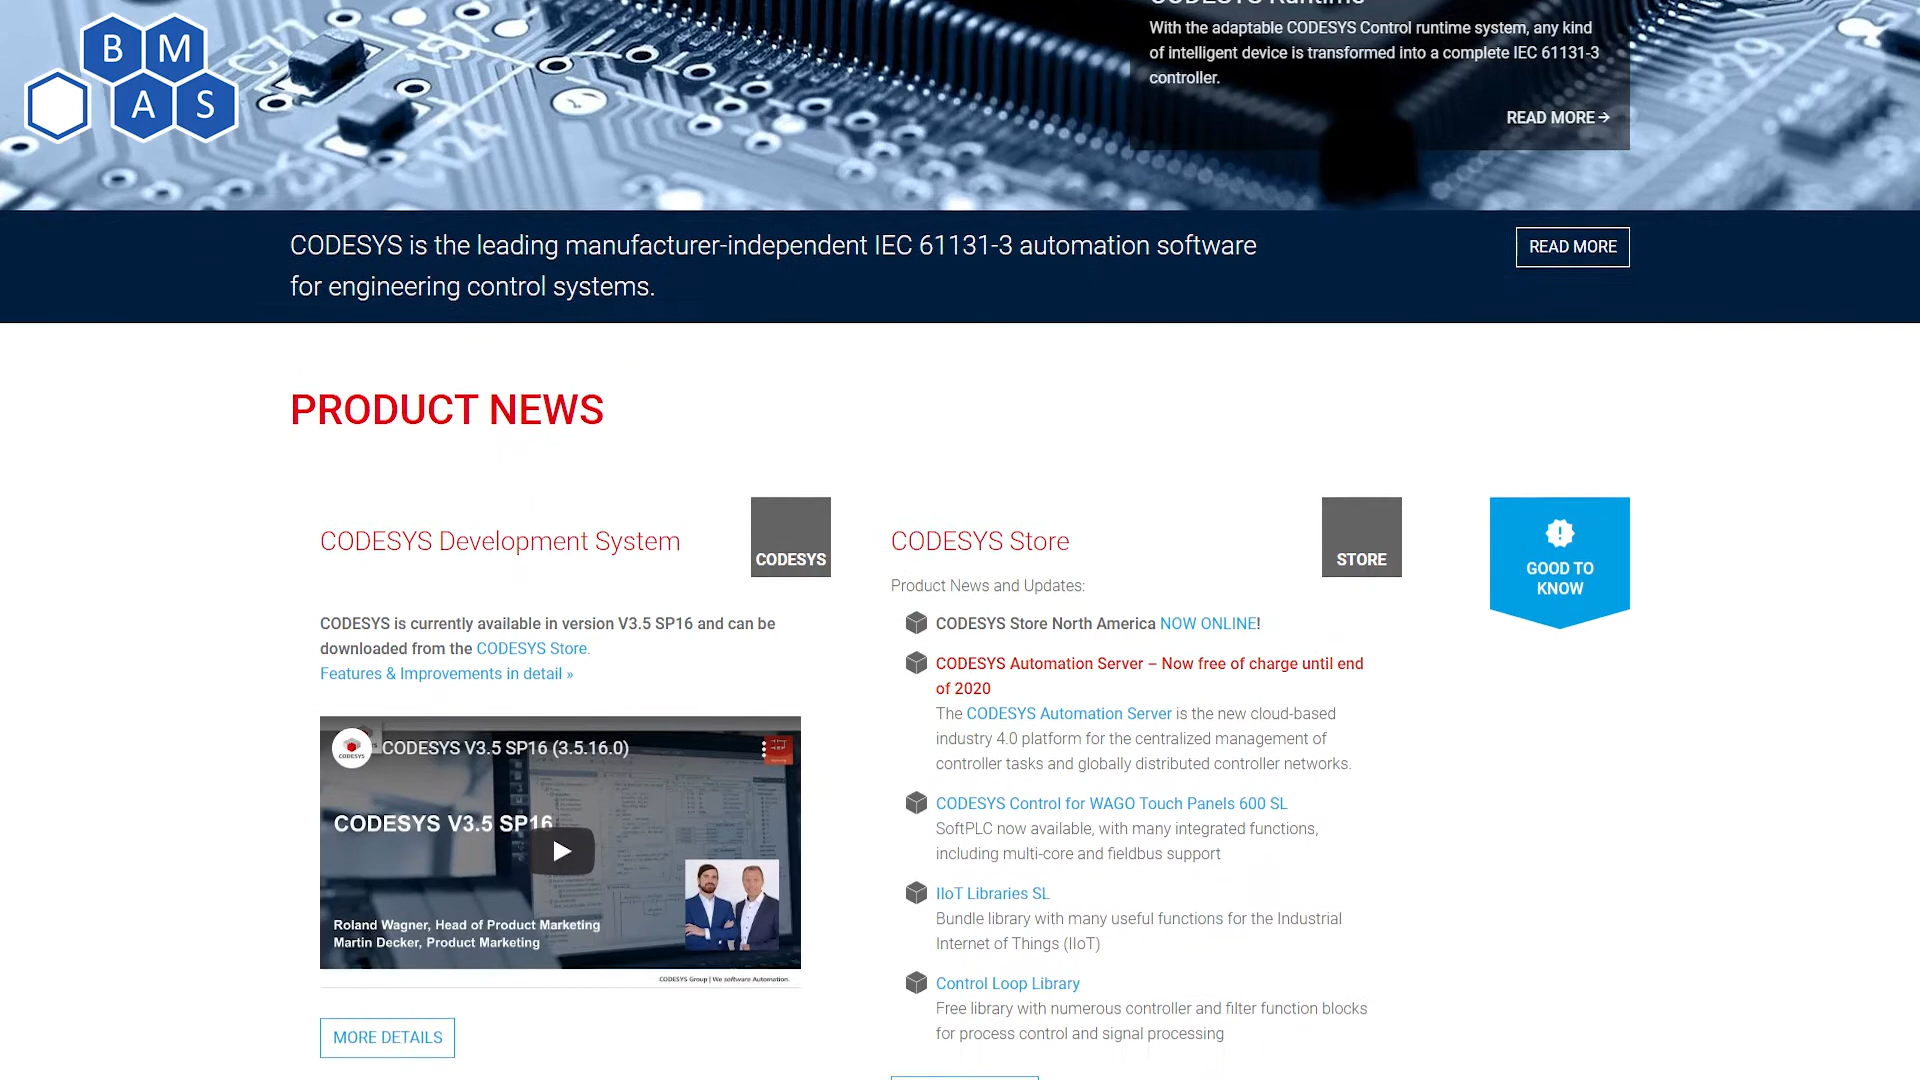 B M
A S
With the adaptable CODESYS Control runtime system, any kind
of intelligent device is transformed into a complete IEC 61131-3
controller.
READ MORE →
CODESYS is the leading manufacturer-independent IEC 61131-3 automation software
for engineering control systems.
READ MORE
PRODUCT NEWS
CODESYS Development System
CODESYS
CODESYS is currently available in version V3.5 SP16 and can be
downloaded from the CODESYS Store.
Features & Improvements in detail »
CODESYS
CODESYS V3.5 SP16 (3.5.16.0)
CODESYS V3.5 SP16
Roland Wagner, Head of Product Marketing
Martin Decker, Product Marketing
CODESYS Group | We software Automation.
MORE DETAILS
CODESYS Store
STORE
Product News and Updates:
CODESYS Store North America NOW ONLINE!
CODESYS Automation Server – Now free of charge until end
of 2020
The CODESYS Automation Server is the new cloud-based
industry 4.0 platform for the centralized management of
controller tasks and globally distributed controller networks.
CODESYS Control for WAGO Touch Panels 600 SL
SoftPLC now available, with many integrated functions,
including multi-core and fieldbus support
IIoT Libraries SL
Bundle library with many useful functions for the Industrial
Internet of Things (IIoT)
Control Loop Library
Free library with numerous controller and filter function blocks
for process control and signal processing
GOOD TO
KNOW